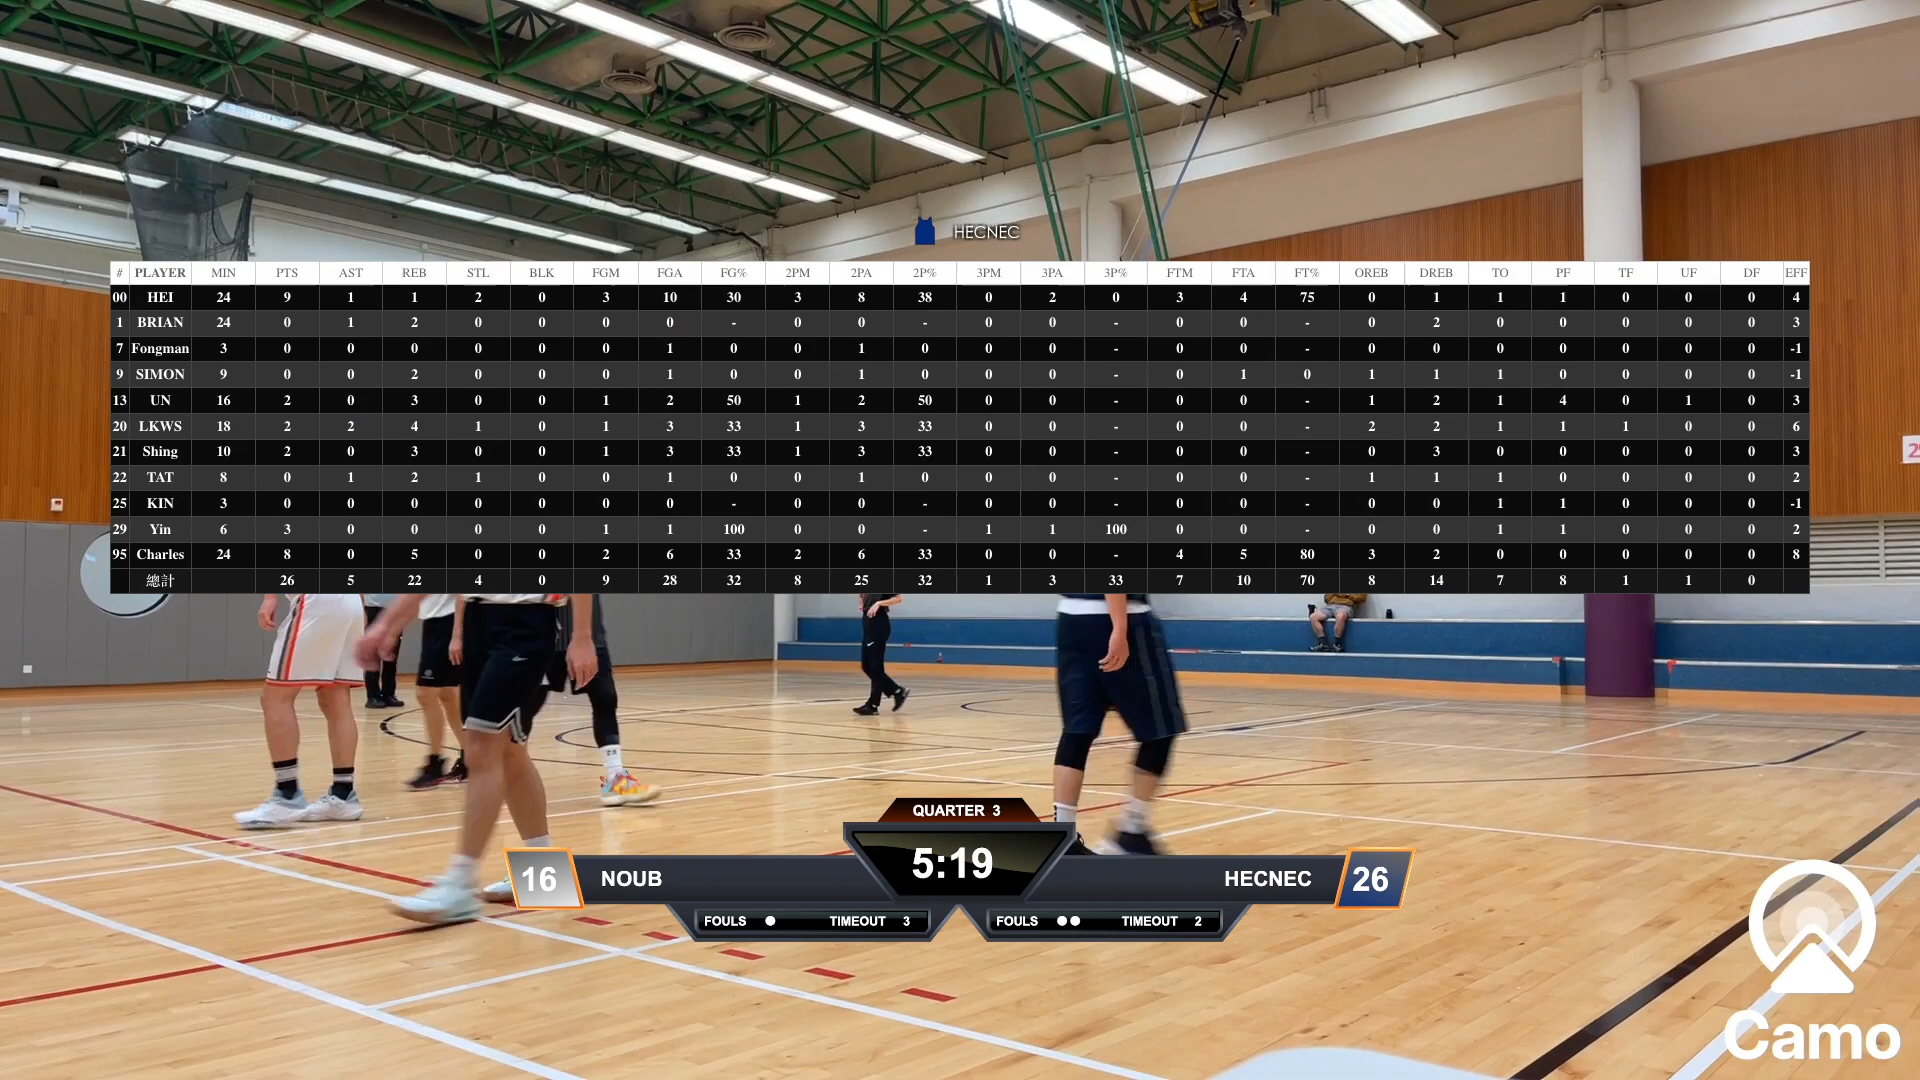 HECNEC
# PLAYER MIN PTS AST REB STL BLK FGM FGA FG% 2PM 2PA 2P% 3PM 3PA 3P% FTM FTA FT% OREB DREB TO PF TF UF DF EFF
00 HEI 24 9 1 1 2 0 3 10 30 3 8 38 0 2 0 3 4 75 0 1 1 1 0 0 0 4
1 BRIAN 24 0 1 2 0 0 0 0 - 0 0 - 0 0 - 0 0 - 0 2 0 0 0 0 0 3
7 Fongman 3 0 0 0 0 0 0 1 0 0 1 0 0 0 - 0 0 - 0 0 0 0 0 0 0 -1
9 SIMON 9 0 0 2 0 0 0 1 0 0 1 0 0 0 - 0 1 0 1 1 1 0 0 0 0 -1
13 UN 16 2 0 3 0 0 1 2 50 1 2 50 0 0 - 0 0 - 1 2 1 4 0 1 0 3
20 LKWS 18 2 2 4 1 0 1 3 33 1 3 33 0 0 - 0 0 - 2 2 1 1 1 0 0 6
21 Shing 10 2 0 3 0 0 1 3 33 1 3 33 0 0 - 0 0 - 0 3 0 0 0 0 0 3
22 TAT 8 0 1 2 1 0 0 1 0 0 1 0 0 0 - 0 0 - 1 1 1 0 0 0 0 2
25 KIN 3 0 0 0 0 0 0 0 - 0 0 - 0 0 - 0 0 - 0 0 1 1 0 0 0 -1
29 Yin 6 3 0 0 0 0 1 1 100 0 0 - 1 1 100 0 0 - 0 0 1 1 0 0 0 2
95 Charles 24 8 0 5 0 0 2 6 33 2 6 33 0 0 - 4 5 80 3 2 0 0 0 0 0 8
總計 26 5 22 4 0 9 28 32 8 25 32 1 3 33 7 10 70 8 14 7 8 1 1 0
QUARTER 3
5:19
16 NOUB HECNEC 26
FOULS TIMEOUT 3 FOULS TIMEOUT 2
Camo